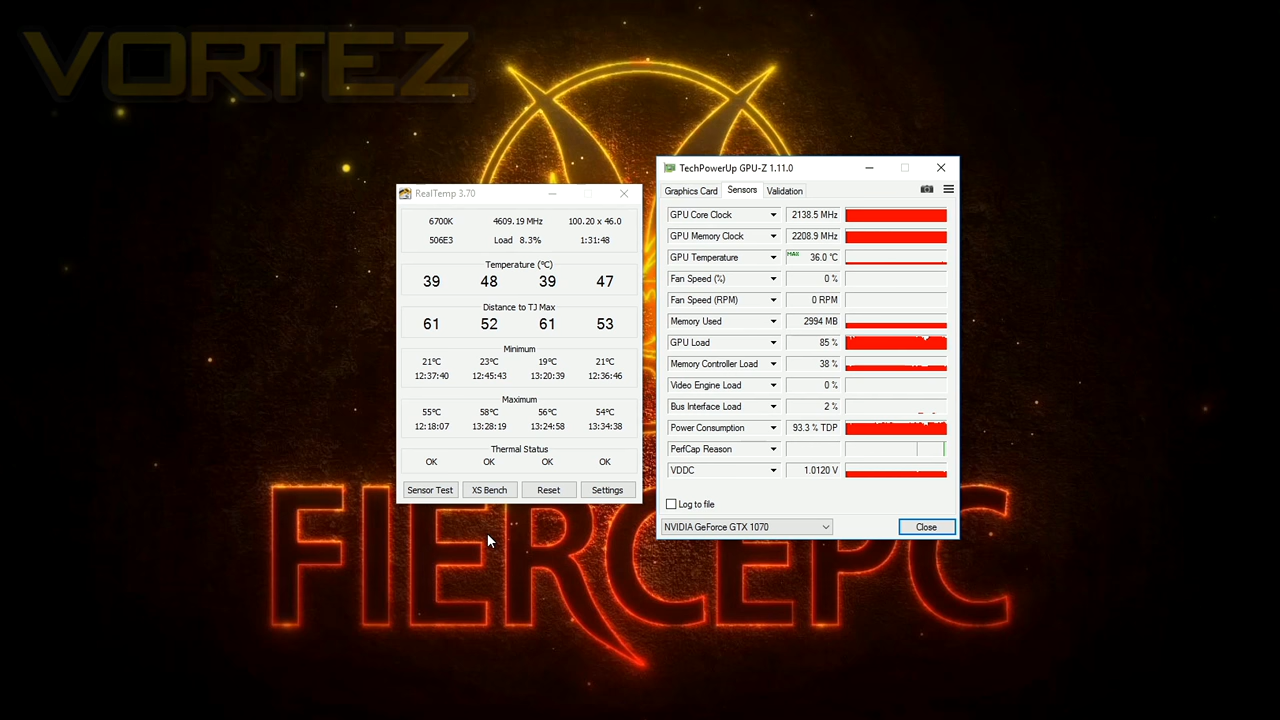 VORTEZ
RealTemp 3.70
6700K 4609.19 MHz 100.20 x 46.0
506E3 Load 8.3% 1:31:48
Temperature (°C)
39 48 39 47
Distance to TJ Max
61 52 61 53
Minimum
21°C 23°C 19°C 21°C
12:37:40 12:45:43 13:20:39 12:36:46
Maximum
55°C 58°C 56°C 54°C
12:18:07 13:28:19 13:24:58 13:34:38
Thermal Status
OK OK OK OK
Sensor Test XS Bench Reset Settings
TechPowerUp GPU-Z 1.11.0
Graphics Card Sensors Validation
GPU Core Clock 2138.5 MHz
GPU Memory Clock 2208.9 MHz
GPU Temperature MAX 36.0 °C
Fan Speed (%) 0 %
Fan Speed (RPM) 0 RPM
Memory Used 2994 MB
GPU Load 85 %
Memory Controller Load 38 %
Video Engine Load 0 %
Bus Interface Load 2 %
Power Consumption 93.3 % TDP
PerfCap Reason
VDDC 1.0120 V
Log to file
NVIDIA GeForce GTX 1070 Close
FIERCEPC